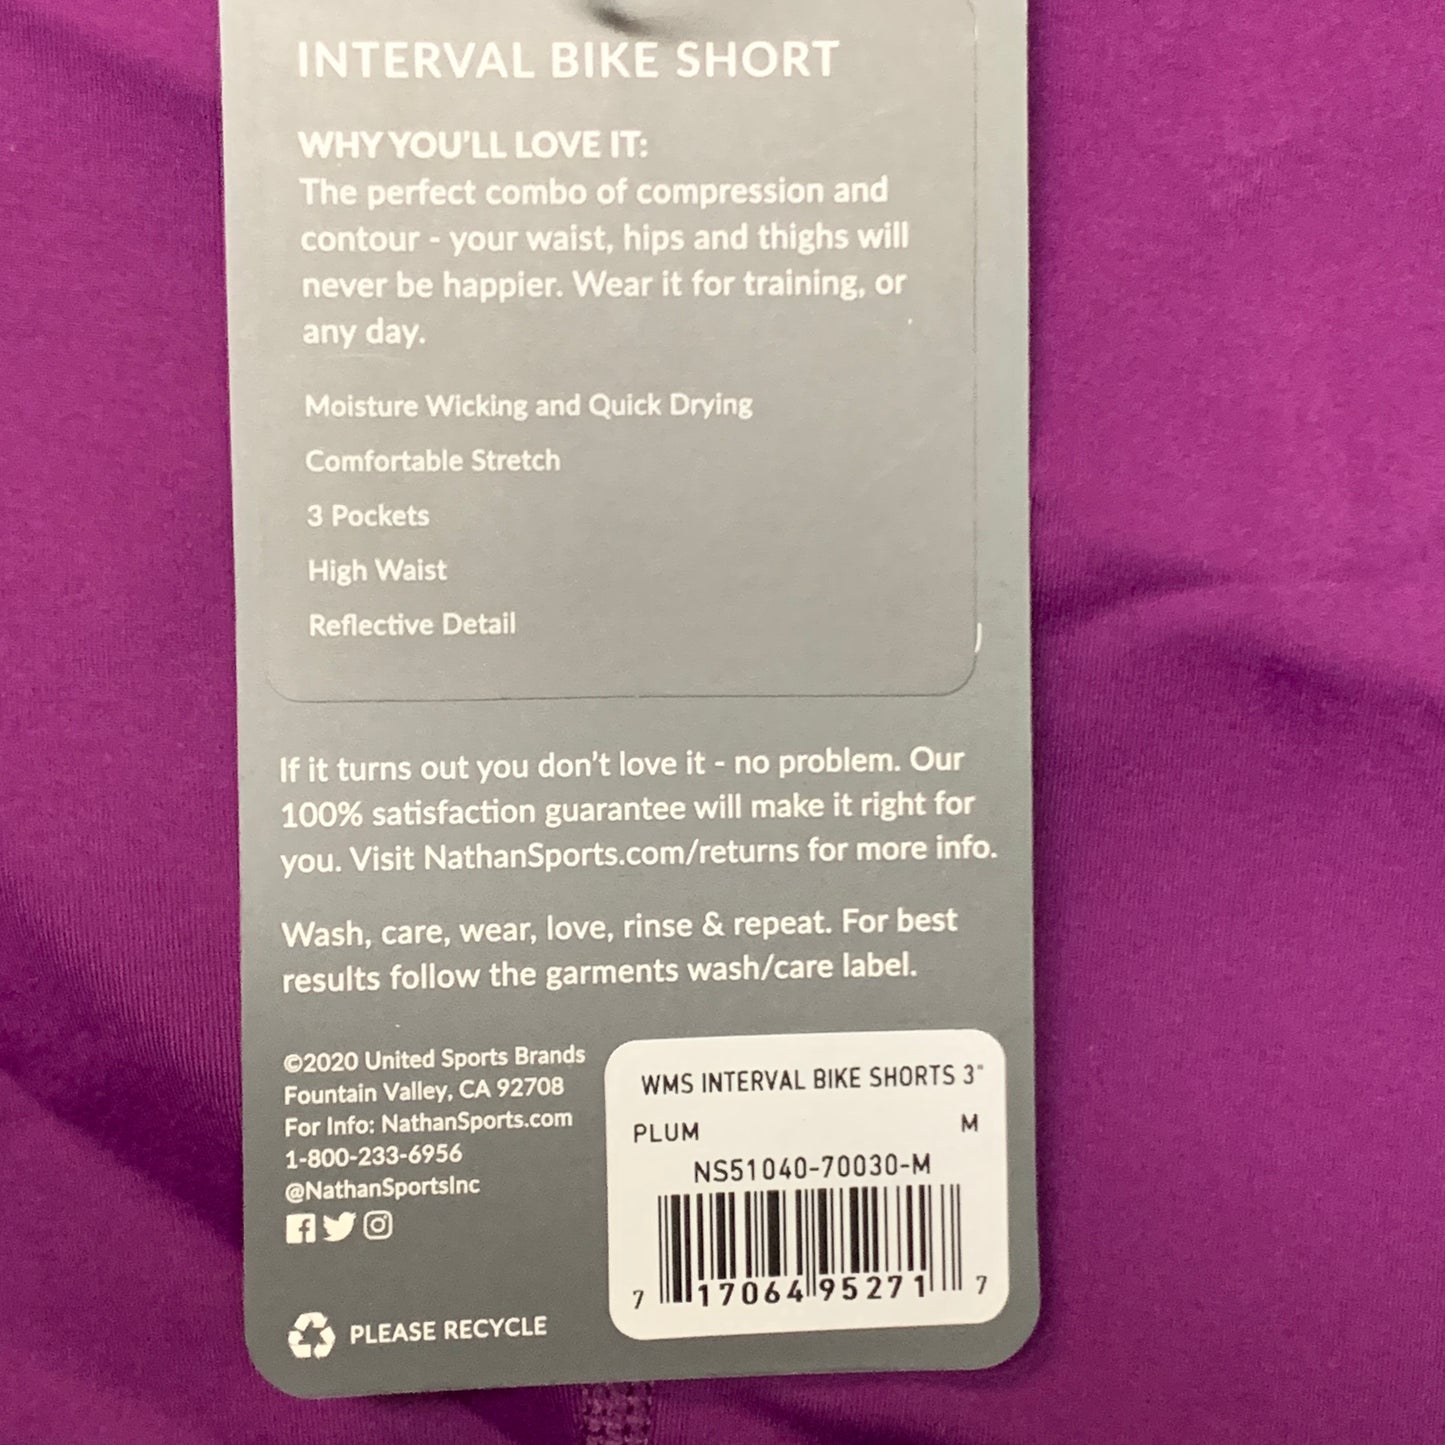 INTERVAL BIKE SHORT
WHY YOU'LL LOVE IT:
The perfect combo of compression and
contour - your waist, hips and thighs will
never be happier. Wear it for training, or
any day.
Moisture Wicking and Quick Drying
Comfortable Stretch
3 Pockets
High Waist
Reflective Detail
If it turns out you don't love it - no problem. Our
100% satisfaction guarantee will make it right for
you. Visit NathanSports.com/returns for more info.
Wash, care, wear, love, rinse & repeat. For best
results follow the garments wash/care label.
©2020 United Sports Brands
Fountain Valley, CA 92708
For Info: NathanSports.com
1-800-233-6956
@NathanSportsInc
PLEASE RECYCLE
WMS INTERVAL BIKE SHORTS 3"
PLUM M
NS51040-70030-M
7 17064 95271 7